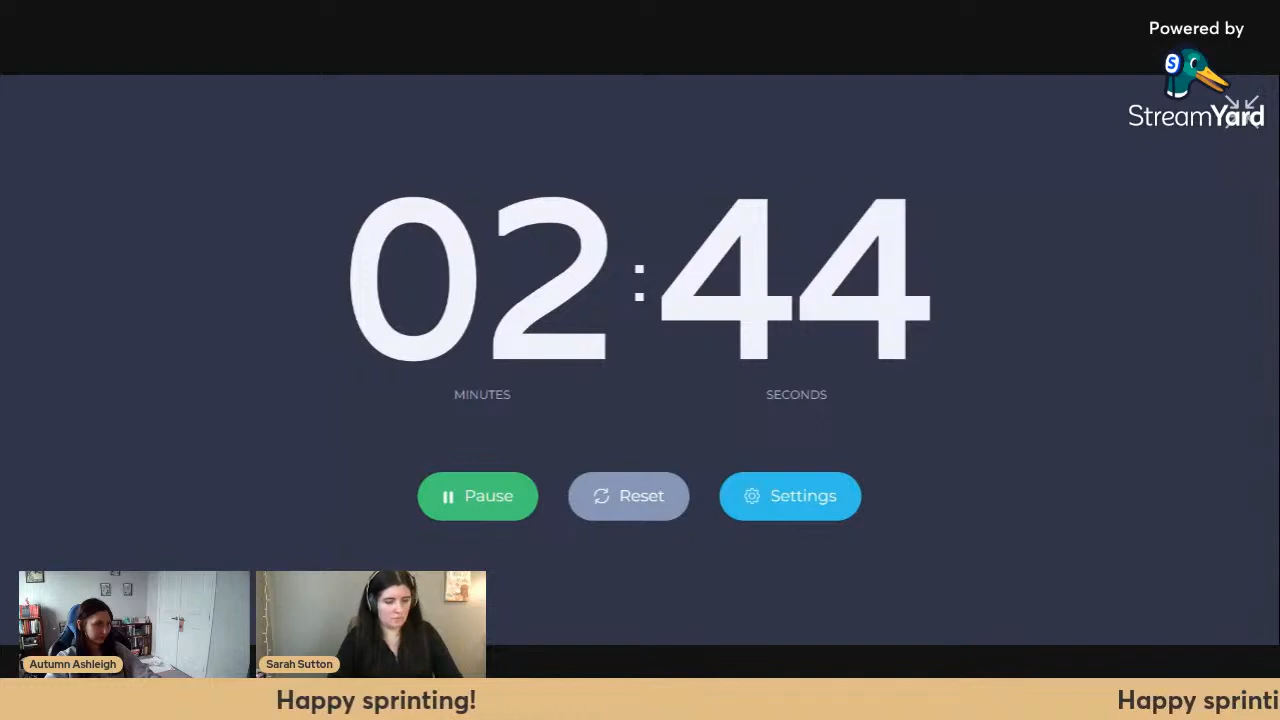 Powered by
S
StreamYard
02:44
MINUTES
SECONDS
Pause
Reset
Settings
Autumn Ashleigh
Sarah Sutton
Happy sprinting!
Happy sprinti